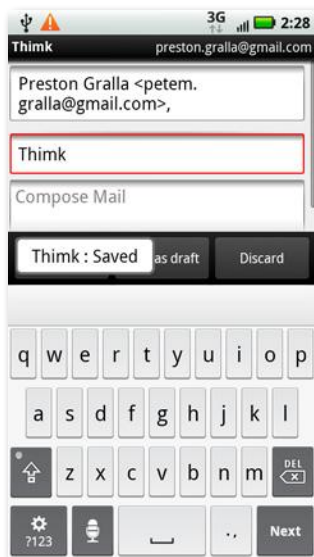 3G 2:28
Thimk preston.gralla@gmail.com
Preston Gralla <petem.
gralla@gmail.com>,
Thimk
Compose Mail
Thimk : Saved as draft Discard
q w e r t y u i o p
a s d f g h j k l
z x c v b n m DEL
?123 ., Next